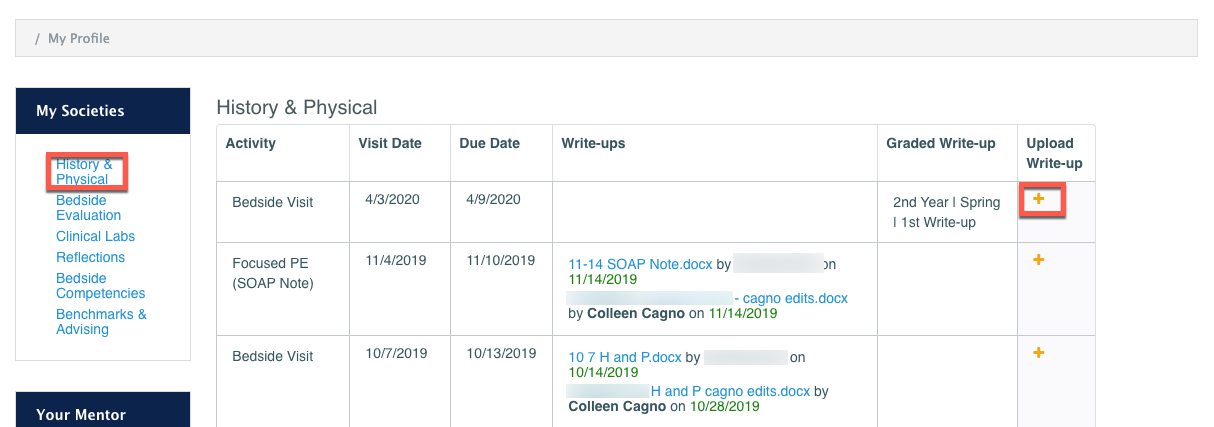 / My Profile
My Societies
History &
Physical
Bedside
Evaluation
Clinical Labs
Reflections
Bedside
Competencies
Benchmarks &
Advising
Your Mentor
History & Physical
Activity Visit Date Due Date Write-ups Graded Write-up Upload
Write-up
Bedside Visit 4/3/2020 4/9/2020 2nd Year | Spring
| 1st Write-up
Focused PE
(SOAP Note)
11/4/2019 11/10/2019
11-14 SOAP Note.docx by on
11/14/2019
- cagno edits.docx
by Colleen Cagno on 11/14/2019
Bedside Visit 10/7/2019 10/13/2019
10 7 H and P.docx by on
10/14/2019
H and P cagno edits.docx by
Colleen Cagno on 10/28/2019